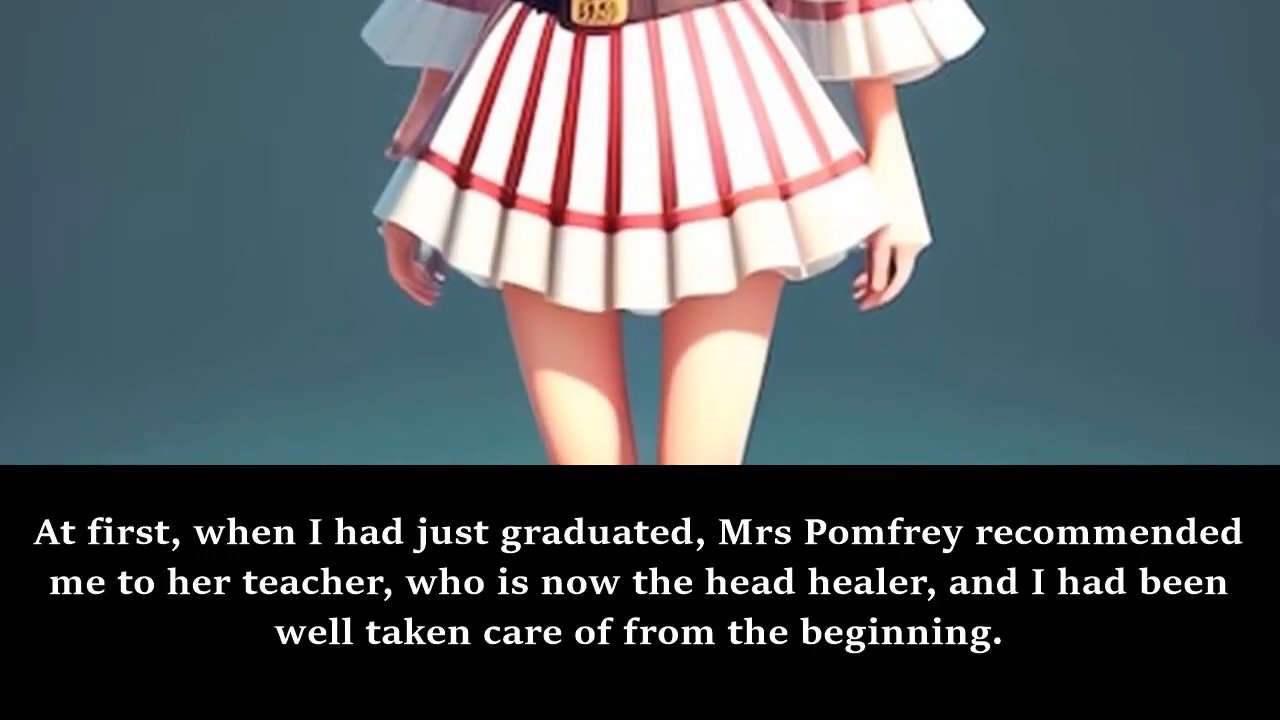 At first, when I had just graduated, Mrs Pomfrey recommended
me to her teacher, who is now the head healer, and I had been
well taken care of from the beginning.